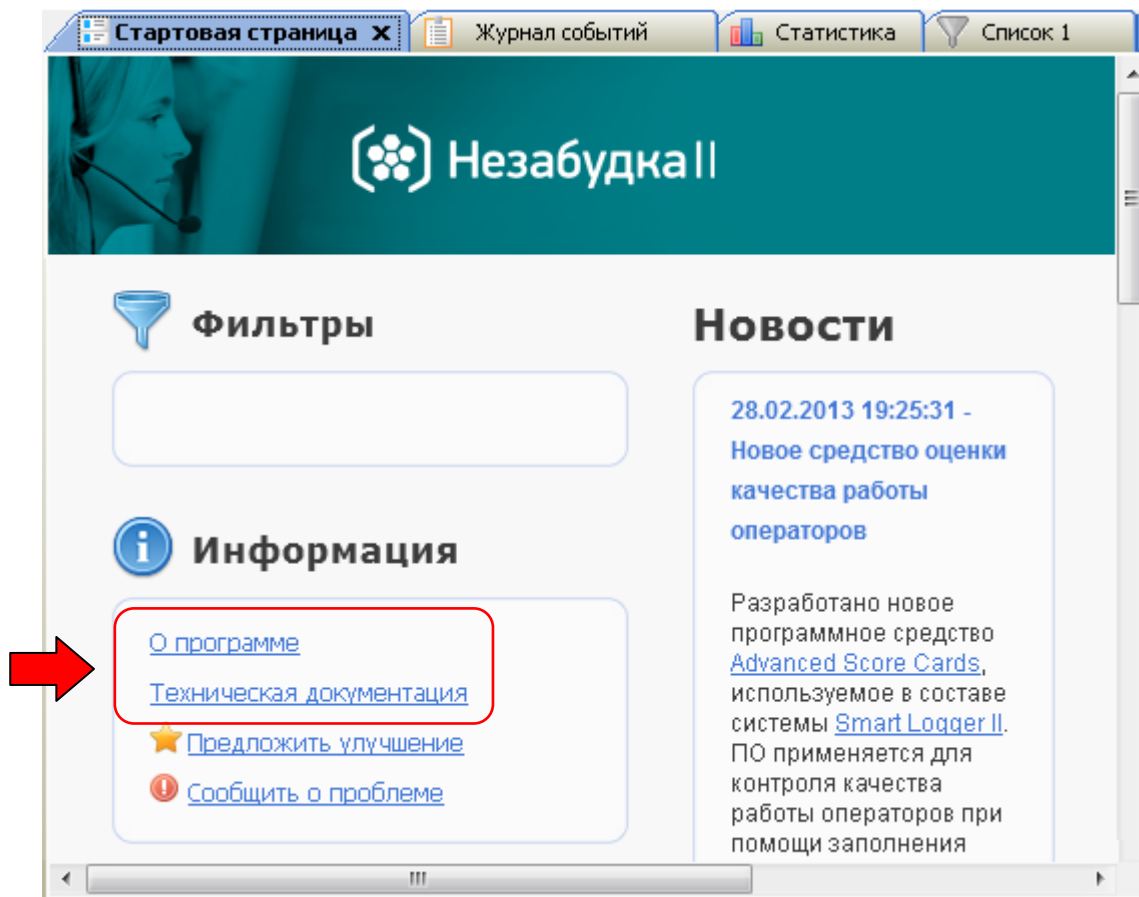 Стартовая страница x
Журнал событий
Статистика
Список 1
Незабудка II
Фильтры
Информация
О программе
Техническая документация
Предложить улучшение
Сообщить о проблеме
Новости
28.02.2013 19:25:31 -
Новое средство оценки
качества работы
операторов
Разработано новое
программное средство
Advanced Score Cards,
используемое в составе
системы Smart Logger II.
ПО применяется для
контроля качества
работы операторов при
помощи заполнения